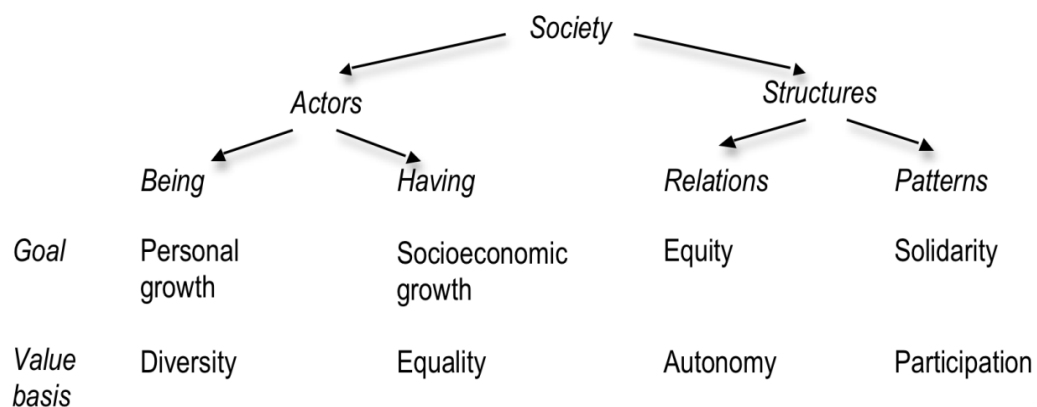 Society
Actors
Structures
Being
Having
Relations
Patterns
Goal
Personal
growth
Socioeconomic
growth
Equity
Solidarity
Value
basis
Diversity
Equality
Autonomy
Participation